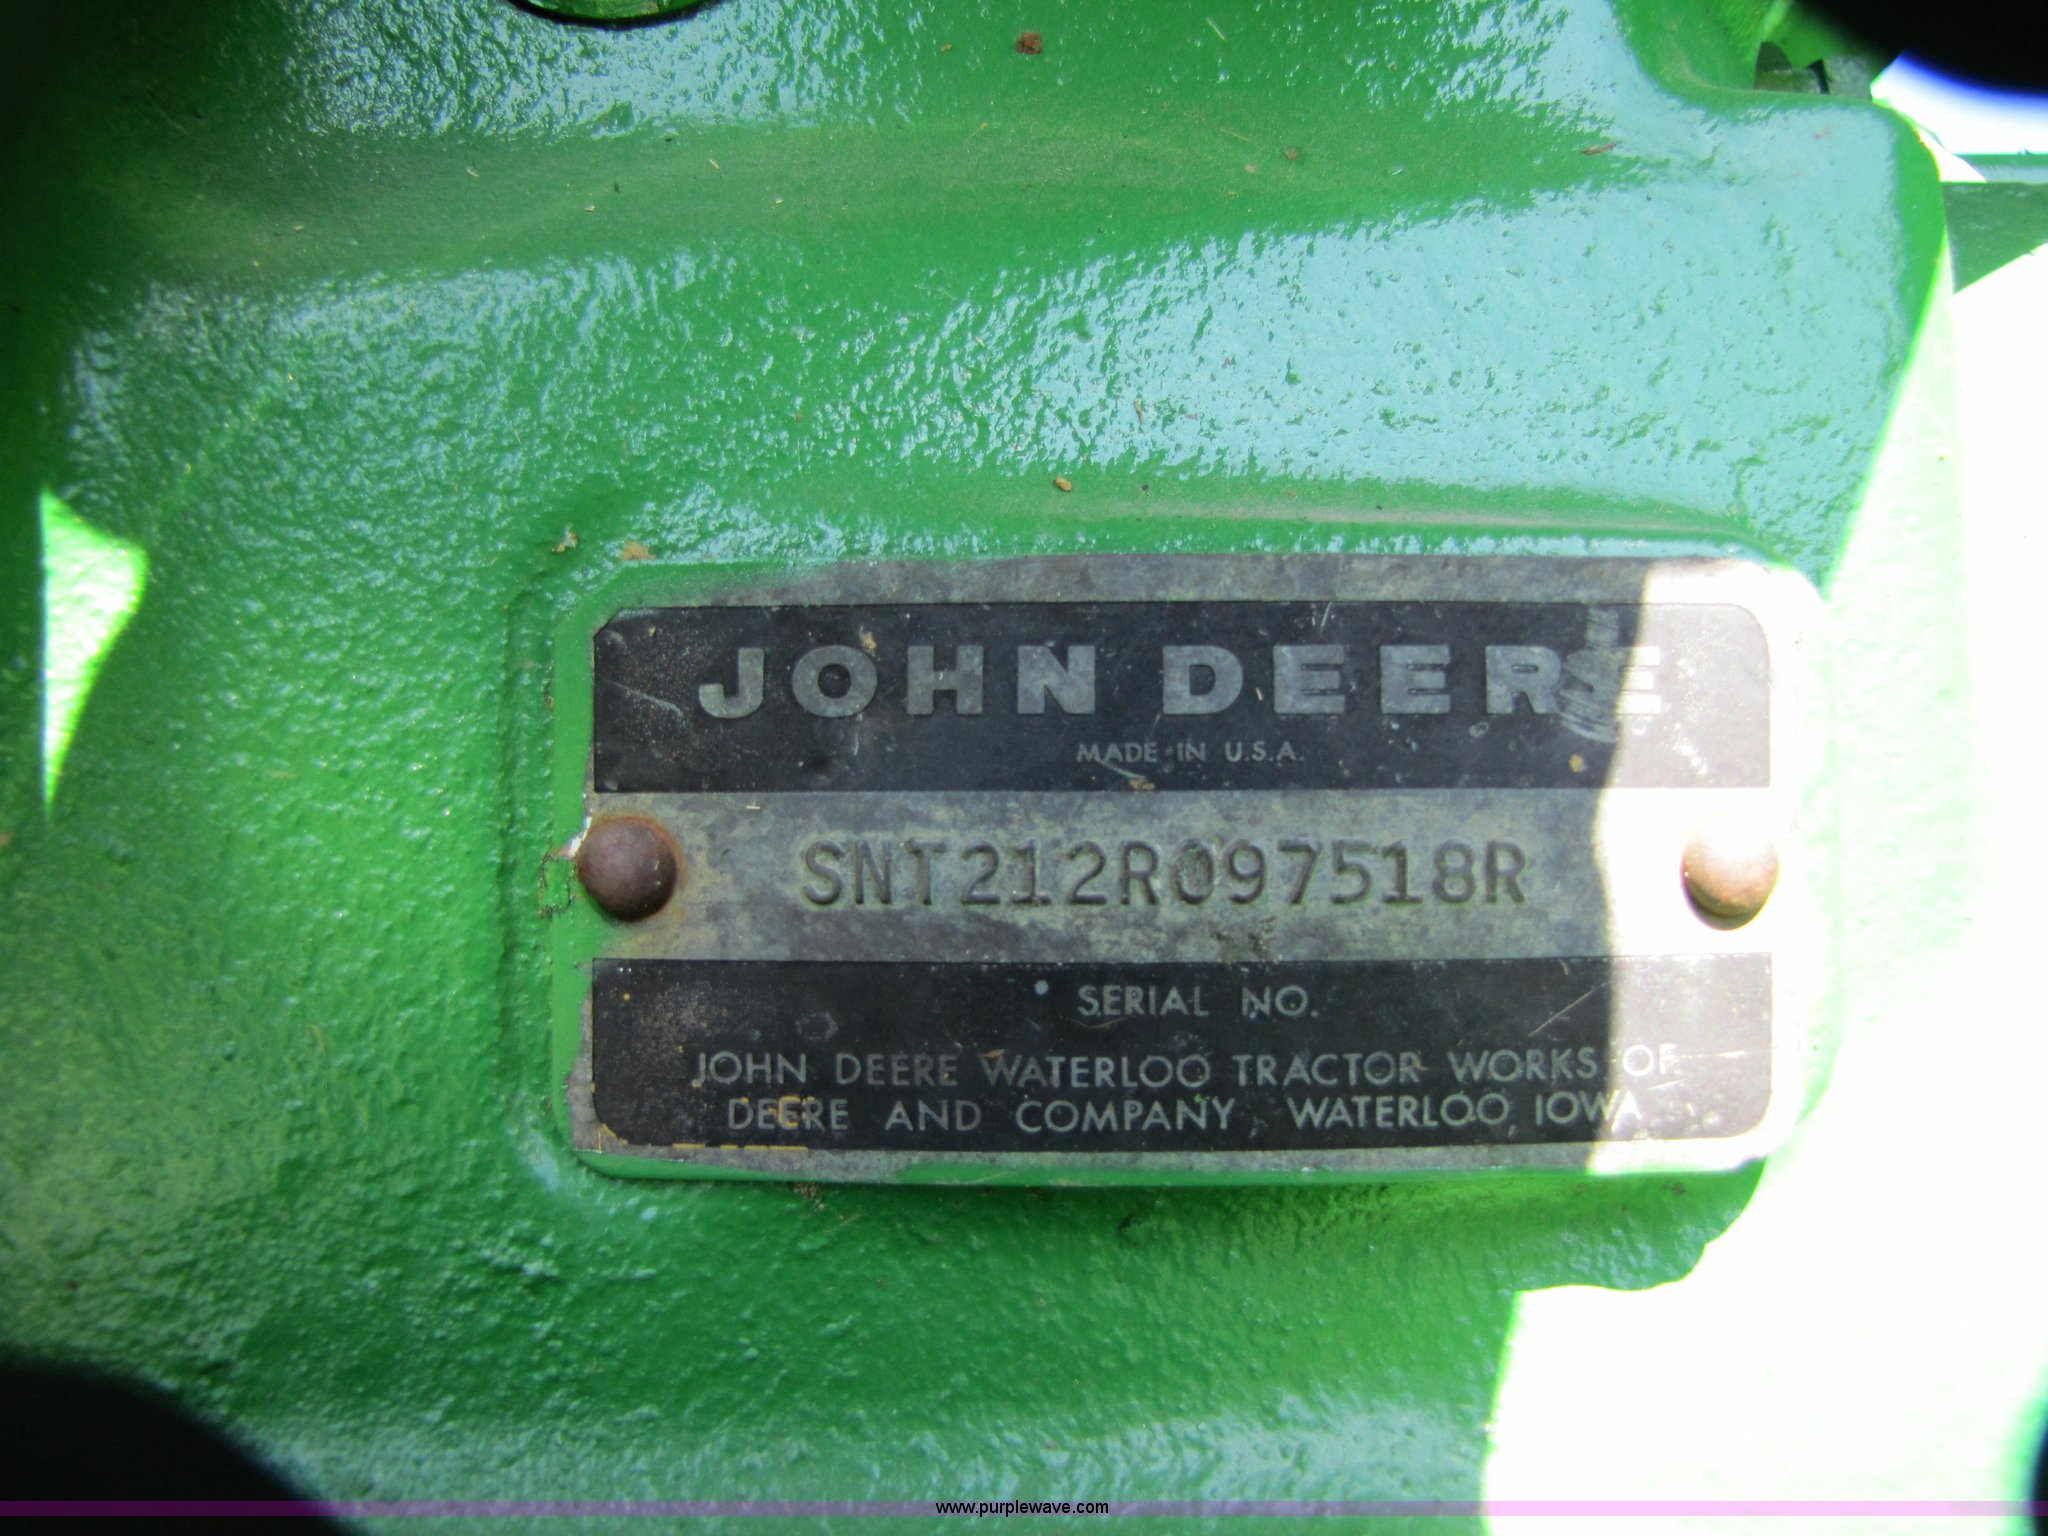 JOHN DEERE
MADE IN U.S.A.
SNT212R097518R
SERIAL NO.
JOHN DEERE WATERLOO TRACTOR WORKS OF
DEERE AND COMPANY WATERLOO, IOWA
www.purplewave.com